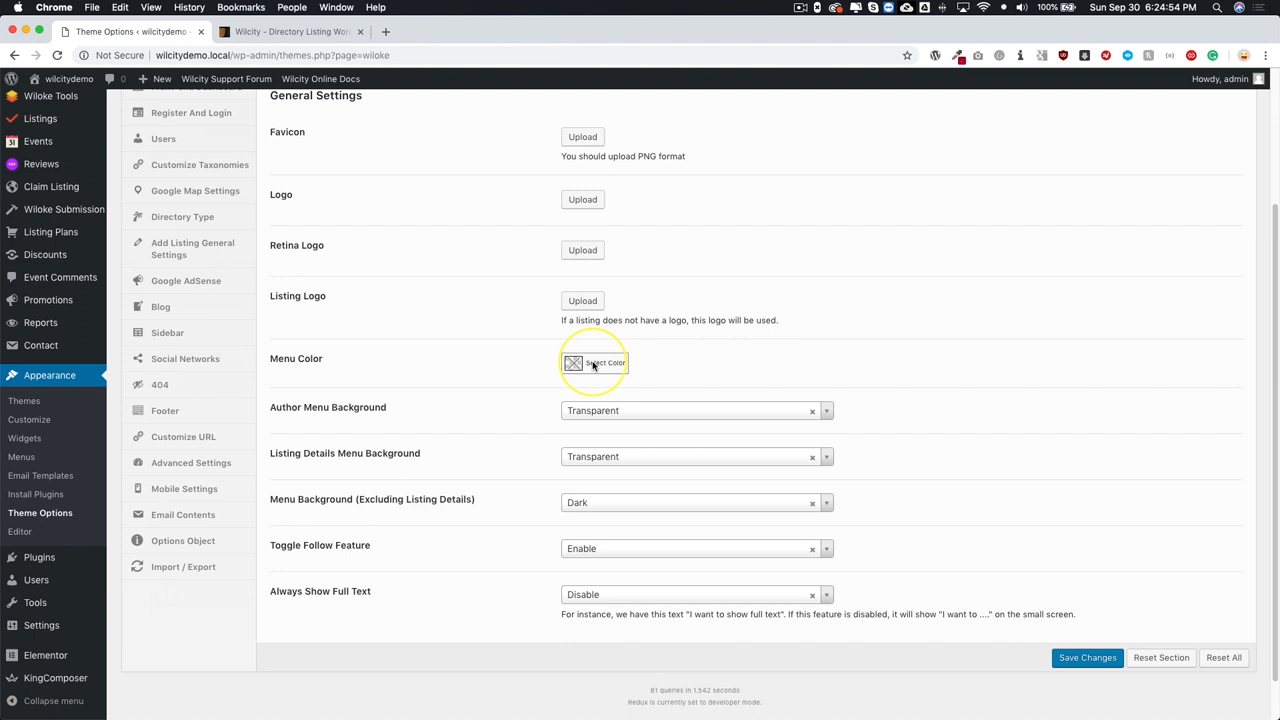 Chrome File Edit View History Bookmarks People Window Help 100% Sun Sep 30 6:24:54 PM
Theme Options ‹ wilcitydemo – Wilcity - Directory Listing Wor
Not Secure wilcitydemo.local/wp-admin/themes.php?page=wiloke
wilcitydemo 0 New Wilcity Support Forum Wilcity Online Docs Howdy, admin
Wiloke Tools
Listings
Events
Reviews
Claim Listing
Wiloke Submission
Listing Plans
Discounts
Event Comments
Promotions
Reports
Contact
Appearance
Themes
Customize
Widgets
Menus
Email Templates
Install Plugins
Theme Options
Editor
Plugins
Users
Tools
Settings
Elementor
KingComposer
Collapse menu
Register And Login
Users
Customize Taxonomies
Google Map Settings
Directory Type
Add Listing General
Settings
Google AdSense
Blog
Sidebar
Social Networks
404
Footer
Customize URL
Advanced Settings
Mobile Settings
Email Contents
Options Object
Import / Export
General Settings
Favicon
Upload
You should upload PNG format
Logo
Upload
Retina Logo
Upload
Listing Logo
Upload
If a listing does not have a logo, this logo will be used.
Menu Color
Select Color
Author Menu Background
Transparent
Listing Details Menu Background
Transparent
Menu Background (Excluding Listing Details)
Dark
Toggle Follow Feature
Enable
Always Show Full Text
Disable
For instance, we have this text "I want to show full text". If this feature is disabled, it will show "I want to ...." on the small screen.
Save Changes Reset Section Reset All
81 queries in 1.542 seconds
Redux is currently set to developer mode.